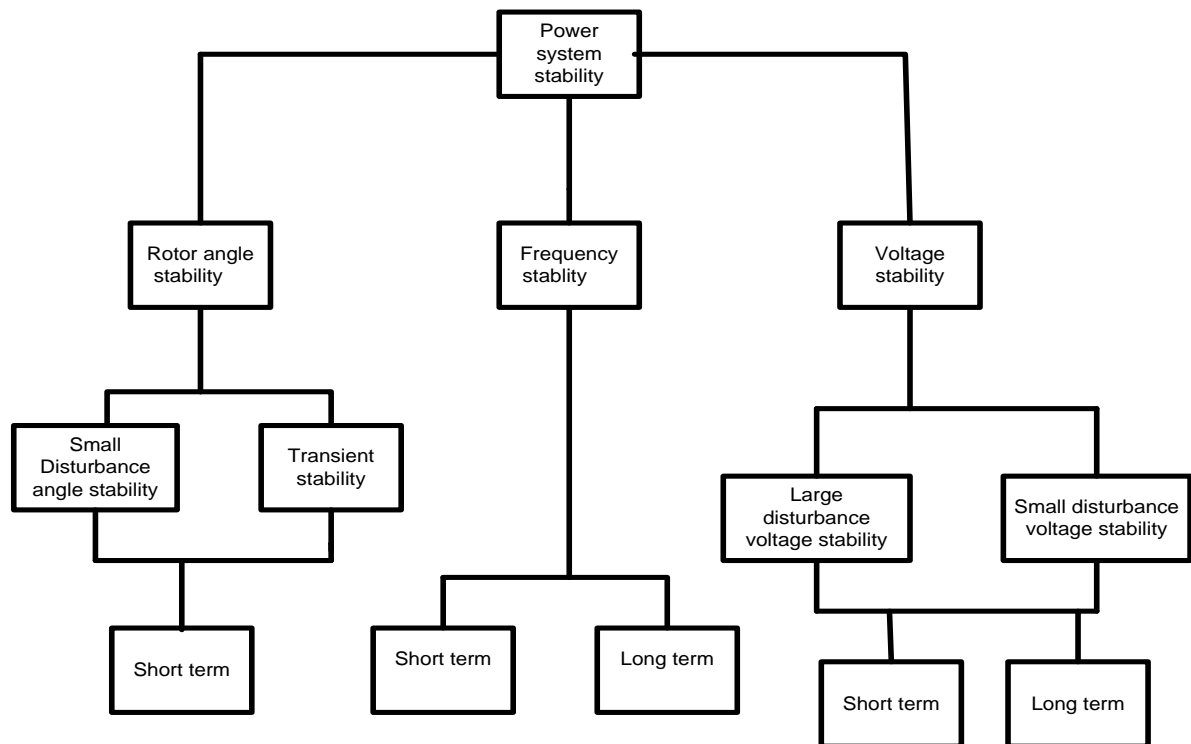 Power
system
stability
Rotor angle
stability
Frequency
stablity
Voltage
stability
Small
Disturbance
angle stability
Transient
stability
Large
disturbance
voltage stability
Small disturbance
voltage stability
Short term
Short term
Long term
Short term
Long term